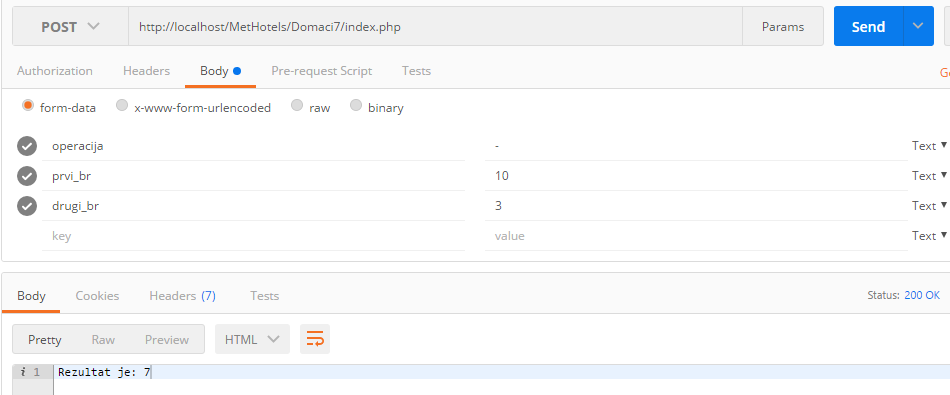 POST http://localhost/MetHotels/Domaci7/index.php Params Send
Authorization Headers Body Pre-request Script Tests
form-data x-www-form-urlencoded raw binary
operacija - Text
prvi_br 10 Text
drugi_br 3 Text
key value Text
Body Cookies Headers (7) Tests Status: 200 OK
Pretty Raw Preview HTML
i 1 Rezultat je: 7